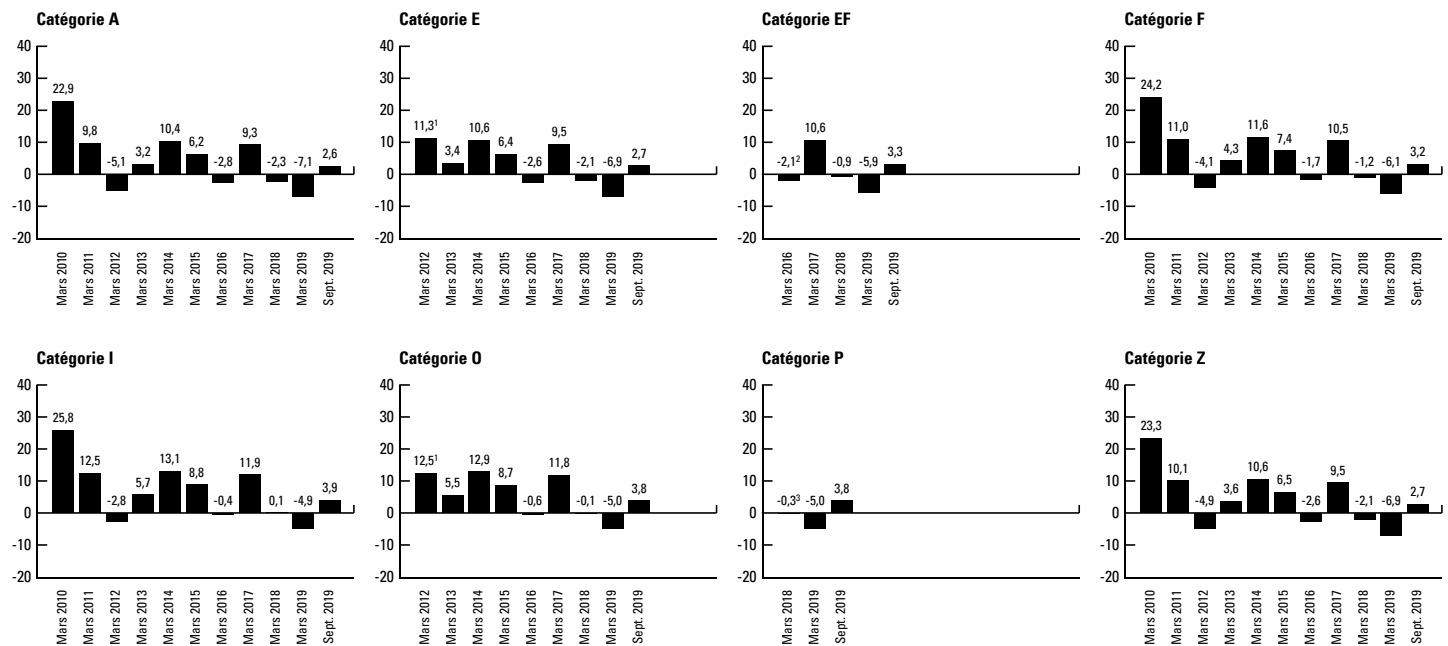 Catégorie A
40
30
20
10
0
-10
-20
22,9
9,8
-5,1
3,2
10,4
6,2
-2,8
9,3
-2,3
-7,1
2,6
Mars 2010
Mars 2011
Mars 2012
Mars 2013
Mars 2014
Mars 2015
Mars 2016
Mars 2017
Mars 2018
Mars 2019
Sept. 2019
Catégorie E
40
30
20
10
0
-10
-20
11,3¹
3,4
10,6
6,4
-2,6
9,5
-2,1
-6,9
2,7
Mars 2012
Mars 2013
Mars 2014
Mars 2015
Mars 2016
Mars 2017
Mars 2018
Mars 2019
Sept. 2019
Catégorie EF
40
30
20
10
0
-10
-20
-2,1²
10,6
-0,9
-5,9
3,3
Mars 2016
Mars 2017
Mars 2018
Mars 2019
Sept. 2019
Catégorie F
40
30
20
10
0
-10
-20
24,2
11,0
-4,1
4,3
11,6
7,4
-1,7
10,5
-1,2
-6,1
3,2
Mars 2010
Mars 2011
Mars 2012
Mars 2013
Mars 2014
Mars 2015
Mars 2016
Mars 2017
Mars 2018
Mars 2019
Sept. 2019
Catégorie I
40
30
20
10
0
-10
-20
25,8
12,5
-2,8
5,7
13,1
8,8
-0,4
11,9
0,1
-4,9
3,9
Mars 2010
Mars 2011
Mars 2012
Mars 2013
Mars 2014
Mars 2015
Mars 2016
Mars 2017
Mars 2018
Mars 2019
Sept. 2019
Catégorie O
40
30
20
10
0
-10
-20
12,5¹
5,5
12,9
8,7
-0,6
11,8
-0,1
-5,0
3,8
Mars 2012
Mars 2013
Mars 2014
Mars 2015
Mars 2016
Mars 2017
Mars 2018
Mars 2019
Sept. 2019
Catégorie P
40
30
20
10
0
-10
-20
-0,3³
-5,0
3,8
Mars 2018
Mars 2019
Sept. 2019
Catégorie Z
40
30
20
10
0
-10
-20
23,3
10,1
-4,9
3,6
10,6
6,5
-2,6
9,5
-2,1
-6,9
2,7
Mars 2010
Mars 2011
Mars 2012
Mars 2013
Mars 2014
Mars 2015
Mars 2016
Mars 2017
Mars 2018
Mars 2019
Sept. 2019